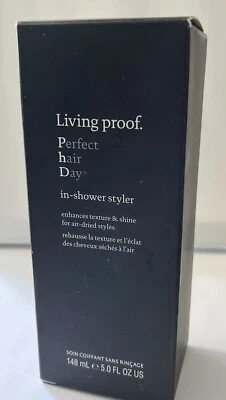 Living proof.
Perfect
hair
Day®
in-shower styler
enhances texture & shine
for air-dried styles
rehausse la texture et l'éclat
des cheveux séchés à l'air
SOIN COIFFANT SANS RINÇAGE
148 mL ℮ 5.0 FL OZ US